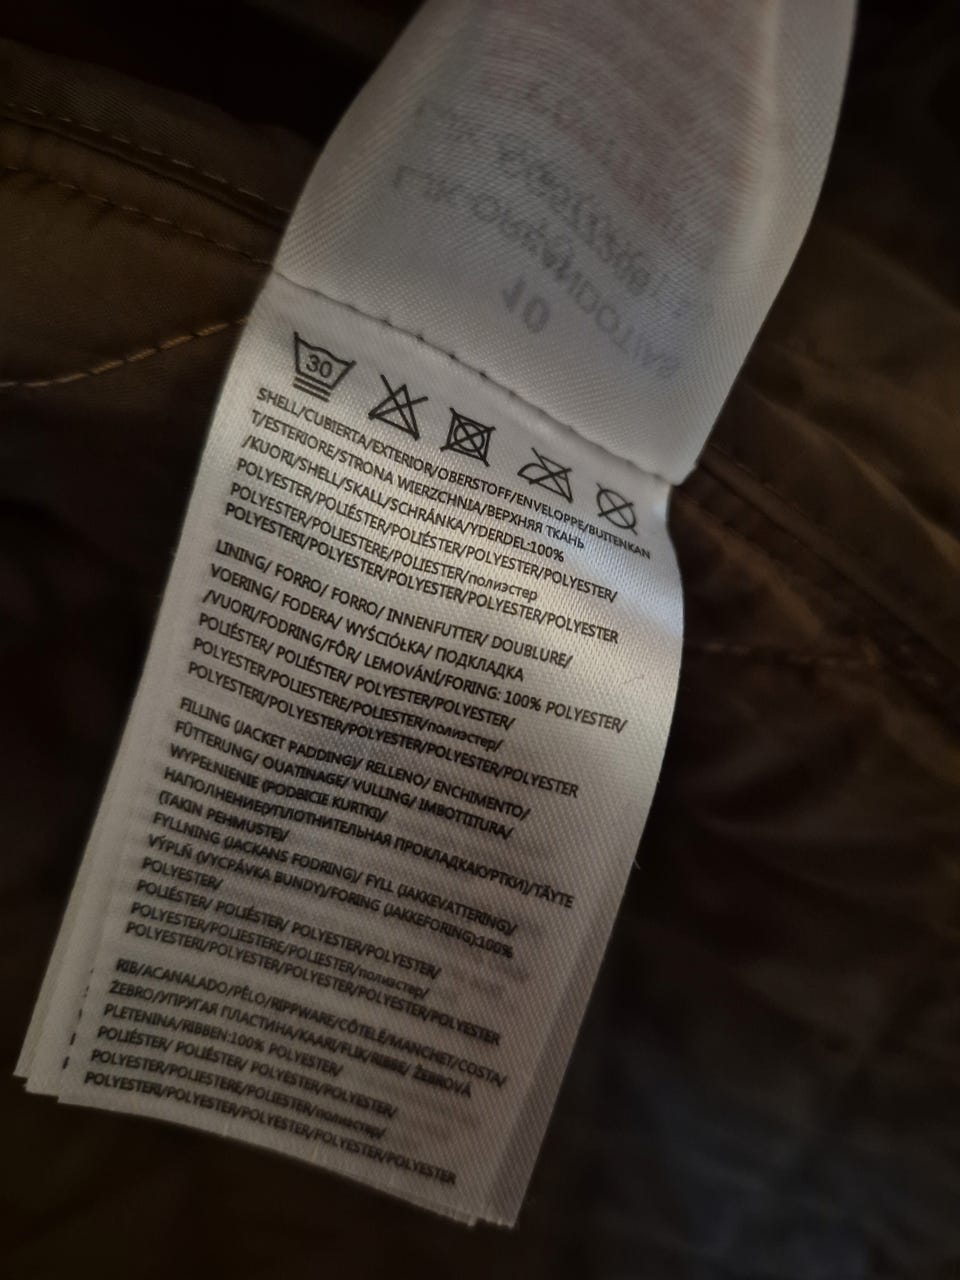 10
30
SHELL/CUBIERTA/EXTERIOR/OBERSTOFF/ENVELOPPE/BUITENKAN
T/ESTERIORE/STRONA WIERZCHNIA/ВЕРХНЯЯ ТКАНЬ
/KUORI/SHELL/SKALL/SCHRÁNKA/YDERDEL:100%
POLYESTER/POLIÉSTER/POLIÉSTER/POLYESTER/POLYESTER/
POLYESTER/POLIESTERE/POLIESTER/полиэстер
POLYESTERI/POLYESTER/POLYESTER/POLYESTER/POLYESTER
LINING/ FORRO/ FORRO/ INNENFUTTER/ DOUBLURE/
VOERING/ FODERA/ WYŚCIÓŁKA/ ПОДКЛАДКА
/VUORI/FODRING/FÔR/ LEMOVÁNÍ/FORING: 100% POLYESTER/
POLIÉSTER/ POLIÉSTER/ POLYESTER/POLYESTER/
POLYESTER/POLIESTERE/POLIESTER/полиэстер/
POLYESTERI/POLYESTER/POLYESTER/POLYESTER/POLYESTER
FILLING (JACKET PADDING)/ RELLENO/ ENCHIMENTO/
FÜTTERUNG/ OUATINAGE/ VULLING/ IMBOTTITURA/
WYPEŁNIENIE (PODBICIE KURTKI)/
НАПОЛНЕНИЕ(УПЛОТНИТЕЛЬНАЯ ПРОКЛАДКАКУРТКИ)/TÄYTE
(TAKIN PEHMUSTE)/
FYLLNING (JACKANS FODRING)/ FYLL (JAKKEVATTERING)/
VÝPLŇ (VYCPÁVKA BUNDY)/FORING (JAKKEFORING):100%
POLYESTER/
POLIÉSTER/ POLIÉSTER/ POLYESTER/POLYESTER/
POLYESTER/POLIESTERE/POLIESTER/полиэстер/
POLYESTERI/POLYESTER/POLYESTER/POLYESTER/POLYESTER
RIB/ACANALADO/PÊLO/RIPPWARE/CÔTELÉ/MANCHET/COSTA/
ŻEBRO/УПРУГАЯ ПЛАСТИНА/KAARI/FLIK/RIBBE/ ŽEBROVÁ
PLETENINA/RIBBEN:100% POLYESTER/
POLIÉSTER/ POLIÉSTER/ POLYESTER/POLYESTER/
POLYESTER/POLIESTERE/POLIESTER/полиэстер/
POLYESTERI/POLYESTER/POLYESTER/POLYESTER/POLYESTER